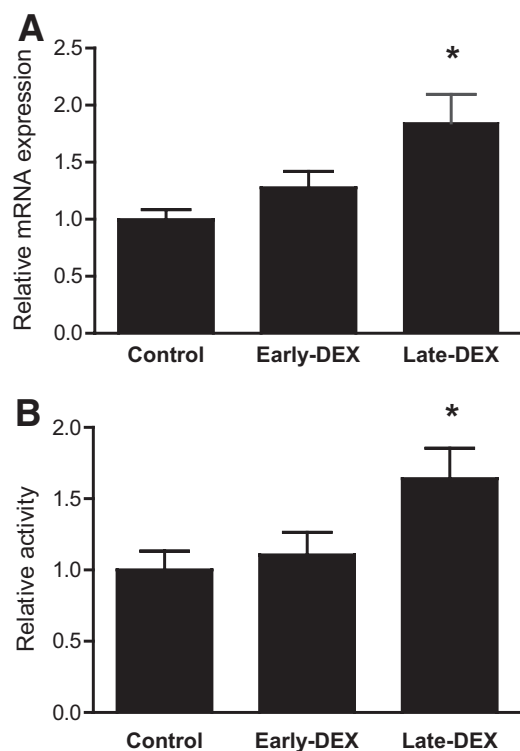 A
Relative mRNA expression
2.5
2.0
1.5
1.0
0.5
0.0
*
Control Early-DEX Late-DEX
B
Relative activity
2.0
1.5
1.0
0.5
0.0
*
Control Early-DEX Late-DEX